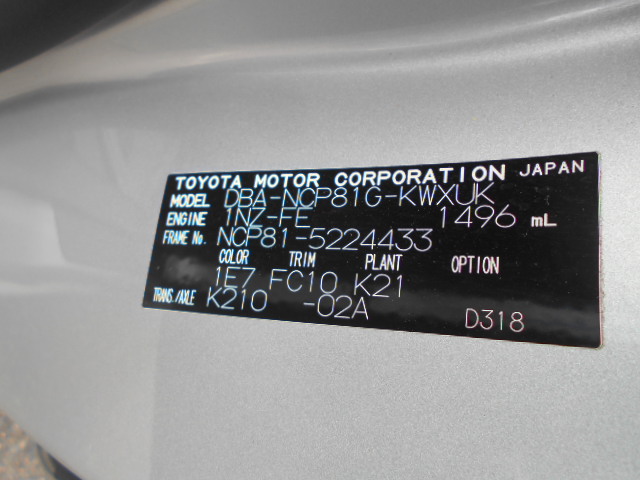 TOYOTA MOTOR CORPORATION JAPAN
MODEL DBA-NCP81G-KWXUK
ENGINE 1NZ-FE 1496 mL
FRAME No. NCP81-5224433
COLOR TRIM PLANT OPTION
1E7 FC10 K21
TRANS./AXLE K210 -02A
D318